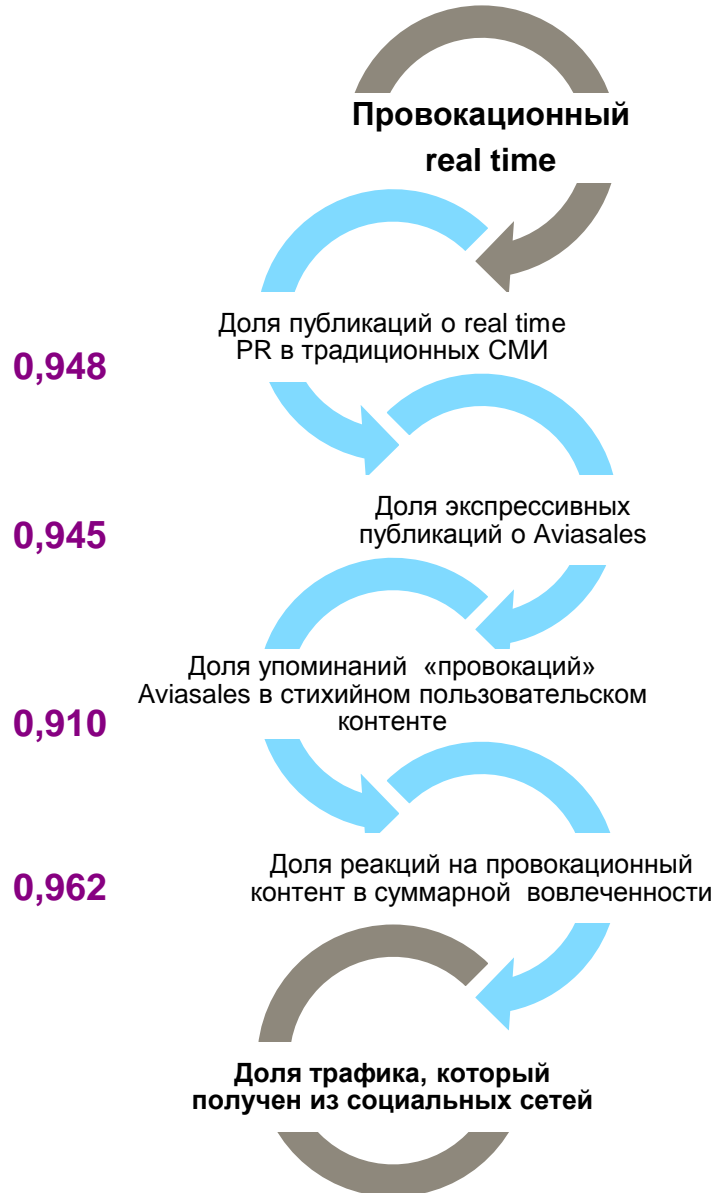 Провокационный
real time
Доля публикаций о real time
PR в традиционных СМИ
0,948
Доля экспрессивных
публикаций о Aviasales
0,945
Доля упоминаний «провокаций»
Aviasales в стихийном пользовательском
контенте
0,910
Доля реакций на провокационный
контент в суммарной вовлеченности
0,962
Доля трафика, который
получен из социальных сетей